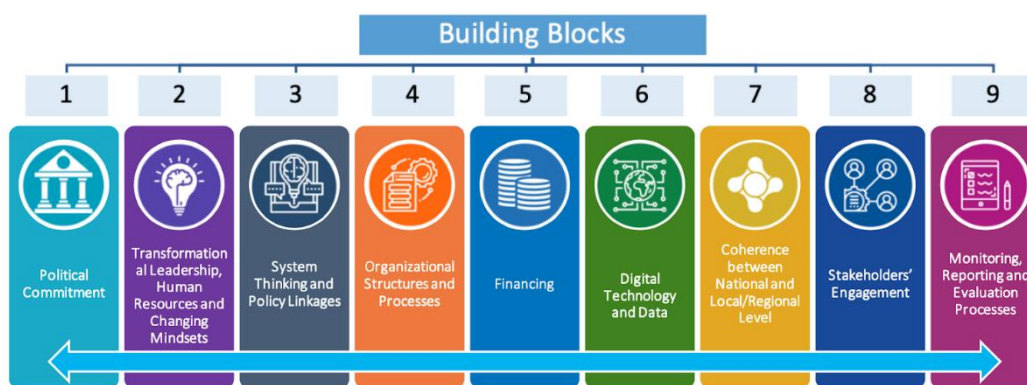 Building Blocks
1
2
3
4
5
6
7
8
9
Political
Commitment
Transformation
al Leadership,
Human
Resources and
Changing
Mindsets
System
Thinking and
Policy Linkages
Organizational
Structures and
Processes
Financing
Digital
Technology
and Data
Coherence
between
National and
Local/Regional
Level
Stakeholders’
Engagement
Monitoring,
Reporting and
Evaluation
Processes